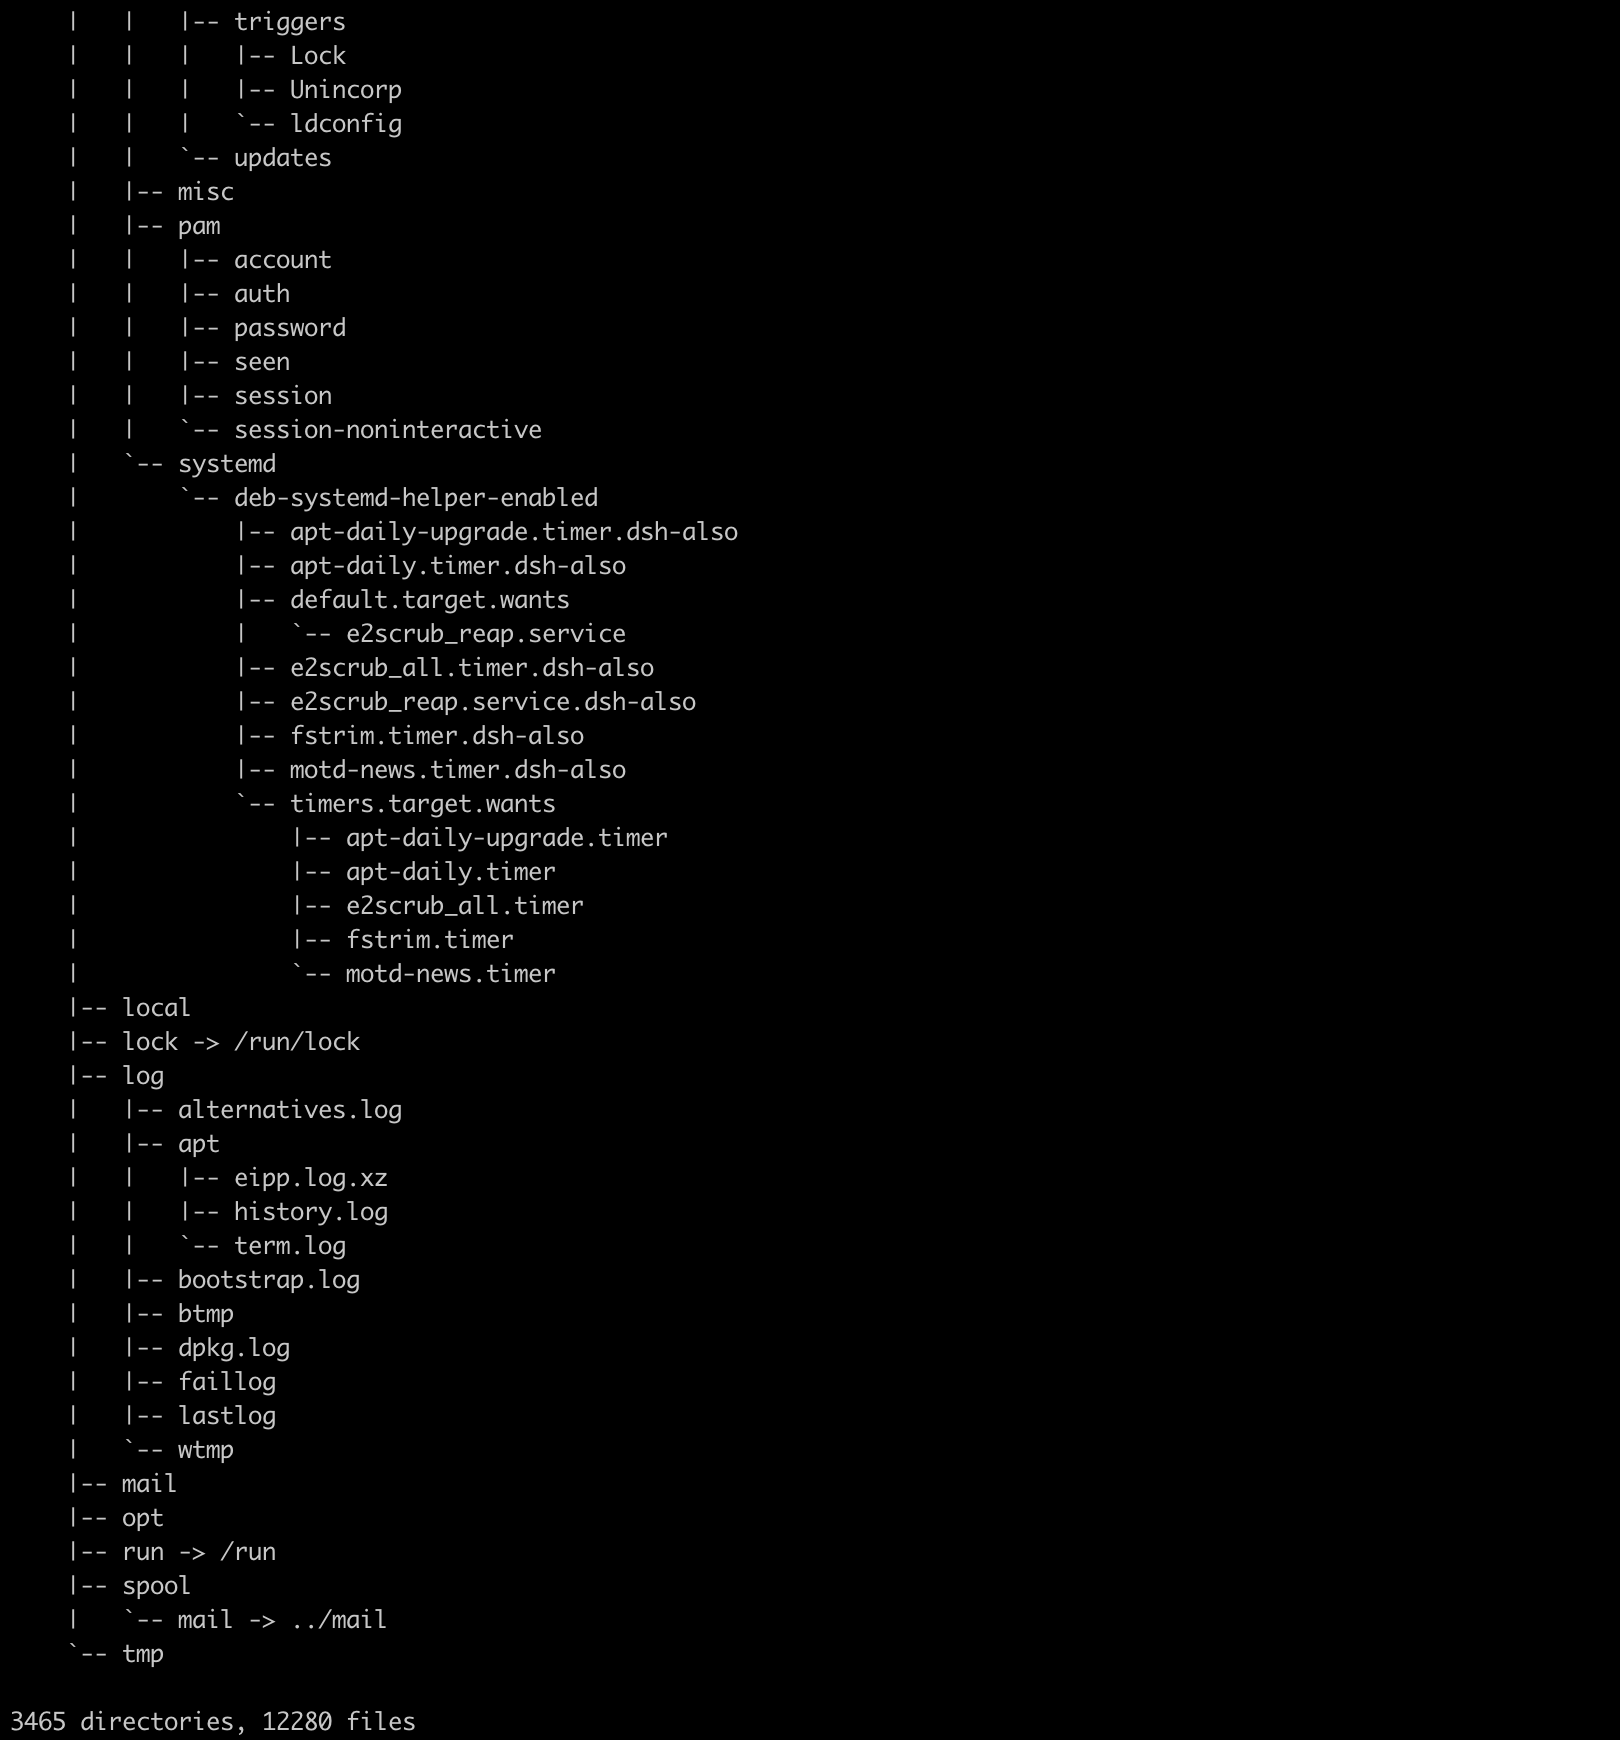 |   |   |-- triggers
|   |   |   |-- Lock
|   |   |   |-- Unincorp
|   |   |   `-- ldconfig
|   |   `-- updates
|   |-- misc
|   |-- pam
|   |   |-- account
|   |   |-- auth
|   |   |-- password
|   |   |-- seen
|   |   |-- session
|   |   `-- session-noninteractive
|   `-- systemd
|       `-- deb-systemd-helper-enabled
|           |-- apt-daily-upgrade.timer.dsh-also
|           |-- apt-daily.timer.dsh-also
|           |-- default.target.wants
|           |   `-- e2scrub_reap.service
|           |-- e2scrub_all.timer.dsh-also
|           |-- e2scrub_reap.service.dsh-also
|           |-- fstrim.timer.dsh-also
|           |-- motd-news.timer.dsh-also
|           `-- timers.target.wants
|               |-- apt-daily-upgrade.timer
|               |-- apt-daily.timer
|               |-- e2scrub_all.timer
|               |-- fstrim.timer
|               `-- motd-news.timer
|-- local
|-- lock -> /run/lock
|-- log
|   |-- alternatives.log
|   |-- apt
|   |   |-- eipp.log.xz
|   |   |-- history.log
|   |   `-- term.log
|   |-- bootstrap.log
|   |-- btmp
|   |-- dpkg.log
|   |-- faillog
|   |-- lastlog
|   `-- wtmp
|-- mail
|-- opt
|-- run -> /run
|-- spool
|   `-- mail -> ../mail
`-- tmp
3465 directories, 12280 files